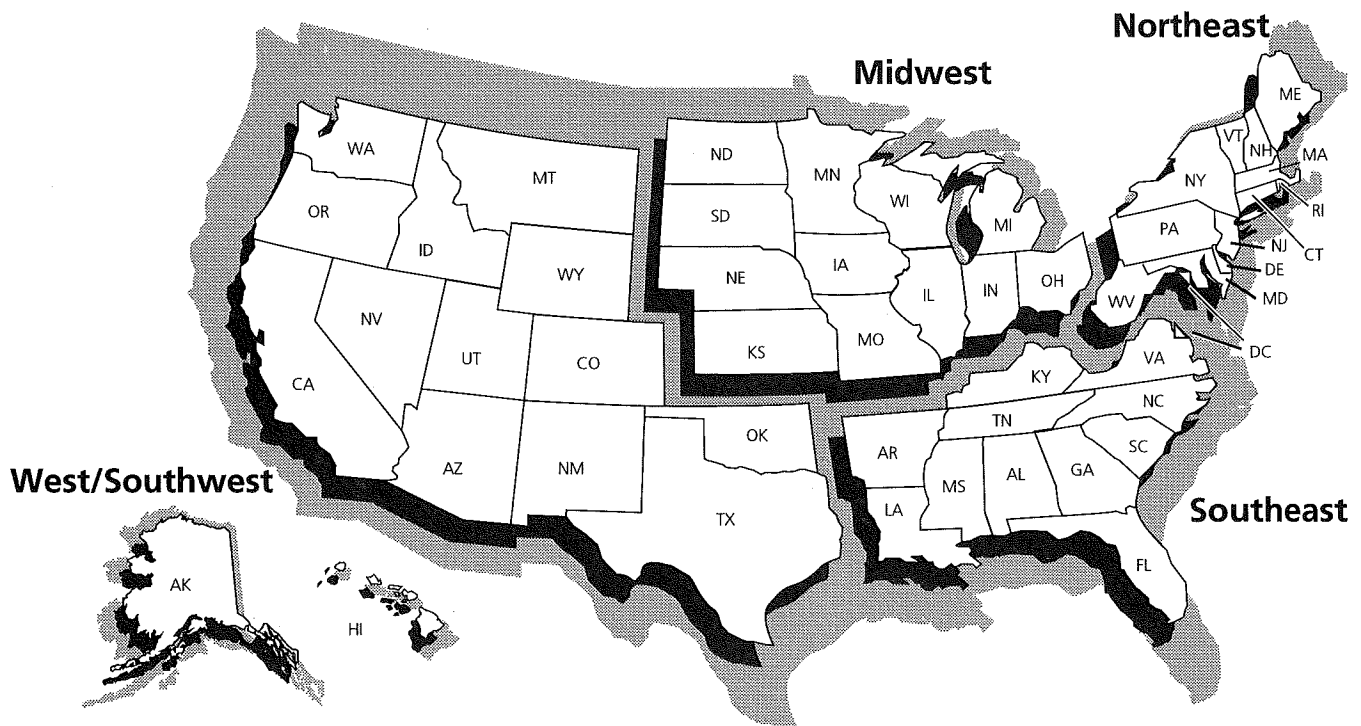 Northeast
Midwest
ME
VT
NH
MA
WA
ND
MN
MT
NY
WI
RI
OR
SD
MI
PA
NJ
CT
ID
WY
IA
DE
NE
OH
MD
IL
IN
WV
NV
DC
UT
CO
KS
MO
VA
CA
KY
NC
TN
OK
AR
SC
AZ
NM
MS
AL
GA
West/Southwest
TX
LA
Southeast
FL
AK
HI